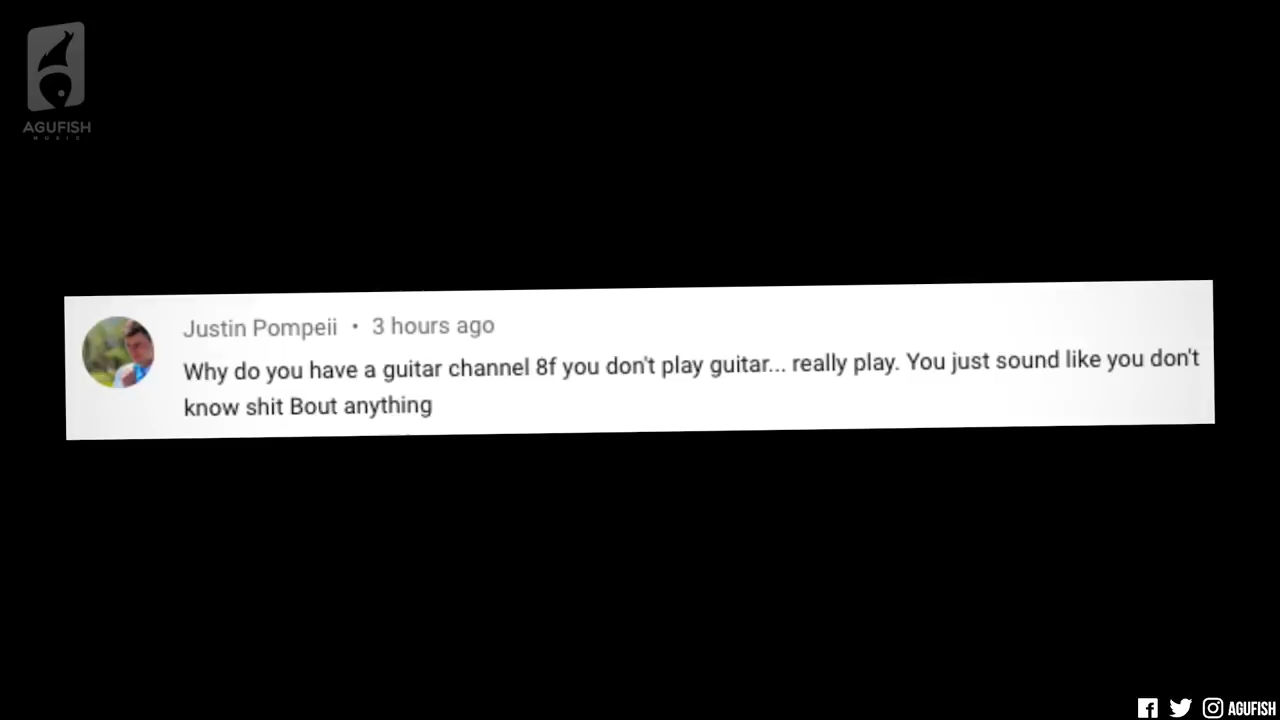 AGUFISH
MUSIC
Justin Pompeii • 3 hours ago
Why do you have a guitar channel 8f you don't play guitar... really play. You just sound like you don't
know shit Bout anything
AGUFISH